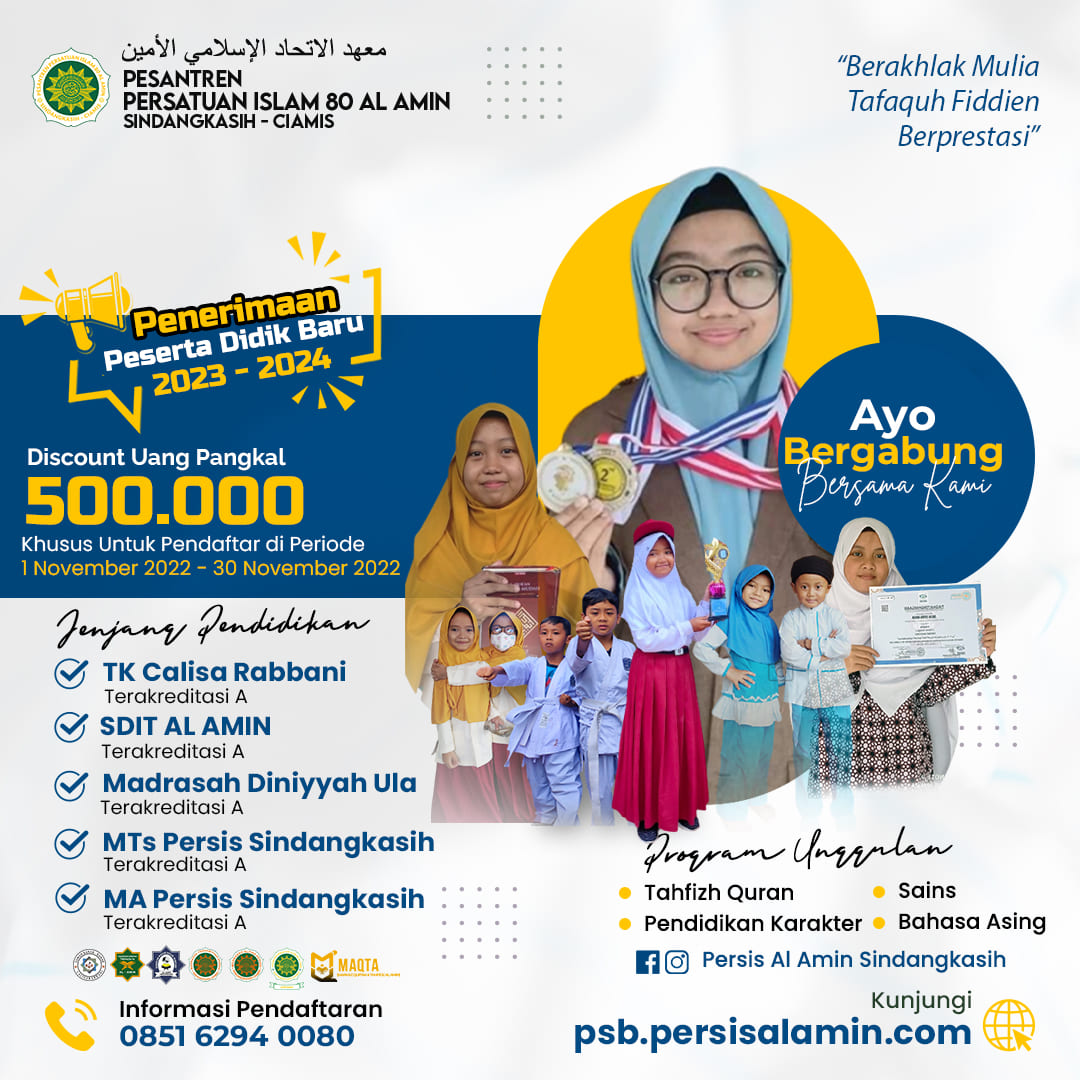 معهد الاتحاد الإسلامي الأمين
PESANTREN
PERSATUAN ISLAM 80 AL AMIN
SINDANGKASIH - CIAMIS
“Berakhlak Mulia
Tafaquh Fiddien
Berprestasi”
Penerimaan
Peserta Didik Baru
2023 - 2024
Discount Uang Pangkal
500.000
Khusus Untuk Pendaftar di Periode
1 November 2022 - 30 November 2022
Ayo
Bergabung
Bersama Kami
2nd
Jenjang Pendidikan
TK Calisa Rabbani
Terakreditasi A
SDIT AL AMIN
Terakreditasi A
Madrasah Diniyyah Ula
Terakreditasi A
MTs Persis Sindangkasih
Terakreditasi A
MA Persis Sindangkasih
Terakreditasi A
MAQTA
Program Unggulan
Tahfizh Quran
Sains
Pendidikan Karakter
Bahasa Asing
Persis Al Amin Sindangkasih
Informasi Pendaftaran
0851 6294 0080
Kunjungi
psb.persisalamin.com